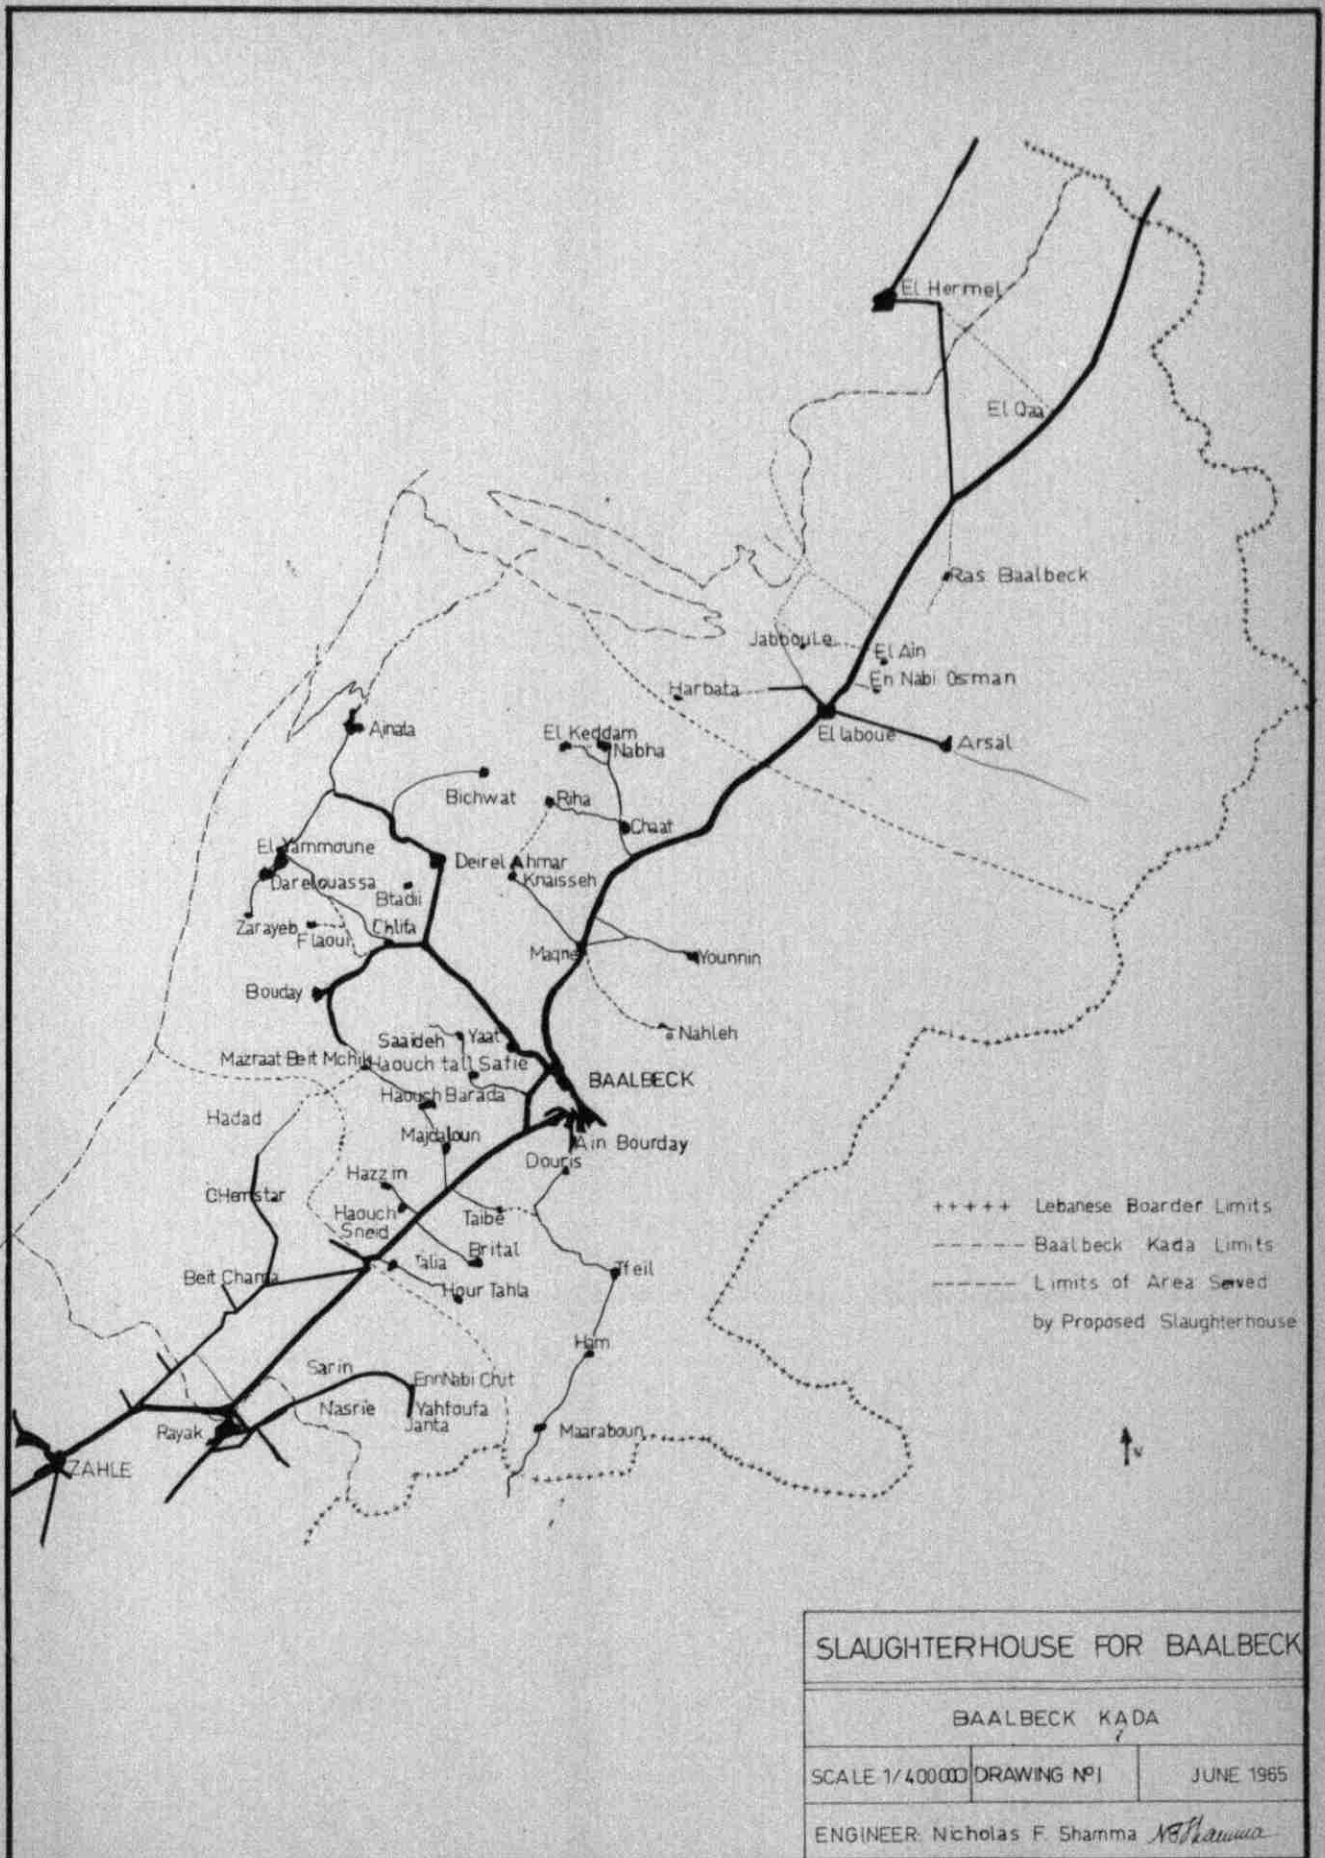 El Hermel
El Qaa
Ras Baalbeck
Jabboule
El Ain
En Nabi Osman
Harbata
El laboue
Arsal
Ainata
El Keddam
Nabha
Bichwat
Riha
Chaat
El Yammoune
Deirel Ahmar
Darelouassa
Knaisseh
Btadii
Zarayeb
Flaoui
Chlifa
Maqne
Younnin
Bouday
Nahleh
Saaideh
Yaat
Mazraat Beit Mchik
Haouch tall Safie
BAALBECK
Haouch Barada
Hadad
Majdaloun
Ain Bourday
Douris
Hazzin
CHemstar
Haouch
Sneid
Taibe
Talia
Brital
Beit Chama
Hour Tahla
Tfeil
Ham
Sarin
EnnNabi Chit
Nasrie
Yahfoufa
Janta
Rayak
Maaraboun
ZAHLE
+++++ Lebanese Boarder Limits
Baalbeck Kada Limits
Limits of Area Served
by Proposed Slaughterhouse
SLAUGHTERHOUSE FOR BAALBECK
BAALBECK KADA
SCALE 1/400000 DRAWING Nº1 JUNE 1965
ENGINEER: Nicholas F. Shamma NFShamma